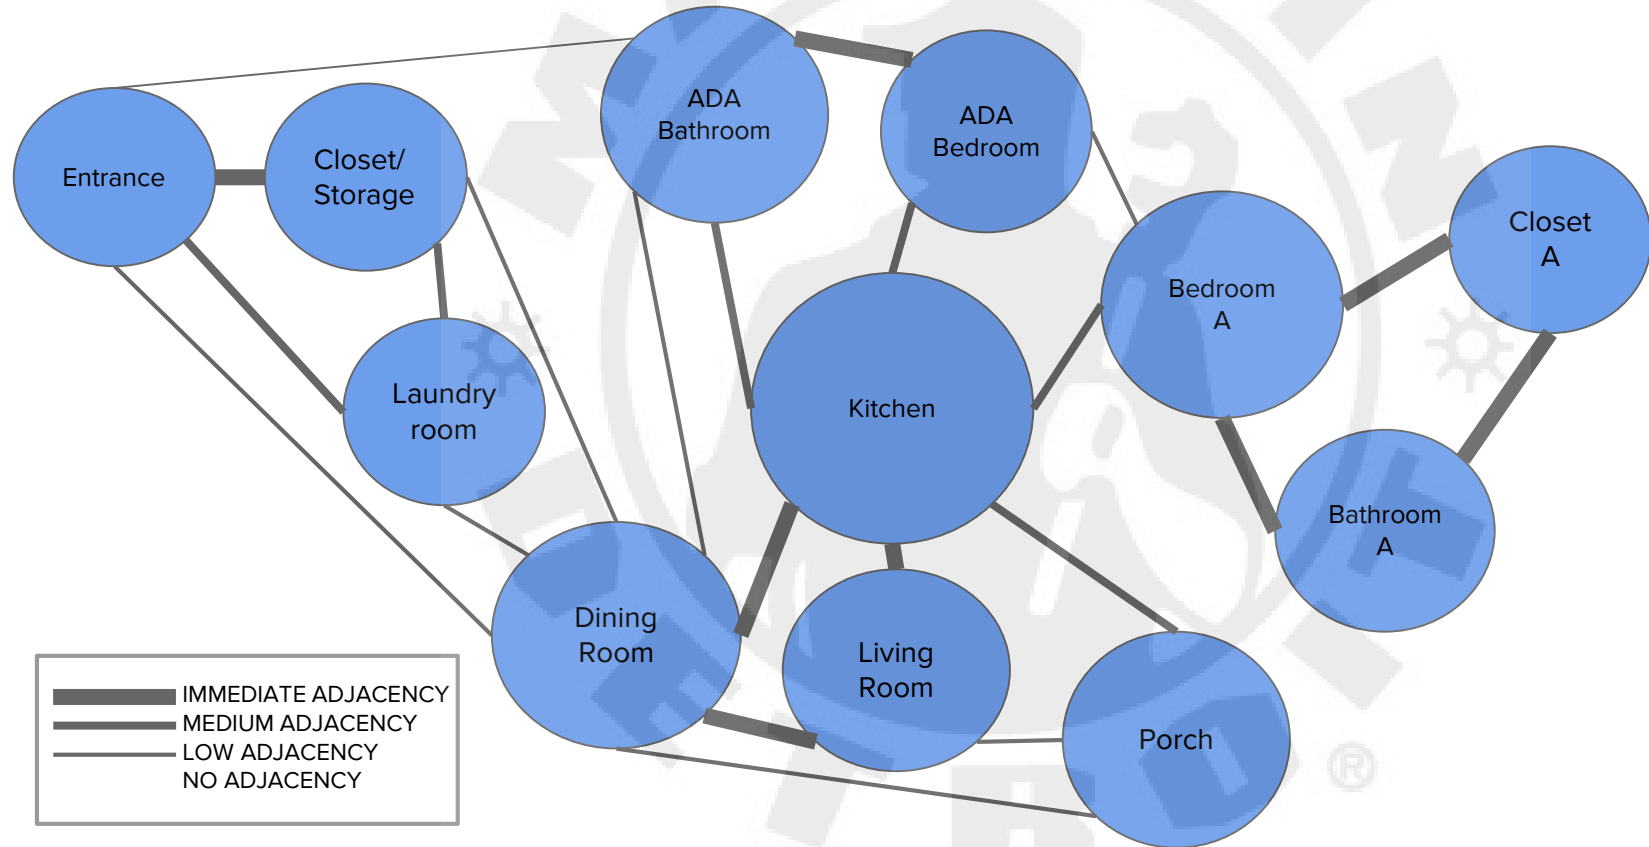 ADA
Bathroom
ADA
Bedroom
Entrance
Closet/
Storage
Closet
A
Bedroom
A
Laundry
room
Kitchen
Bathroom
A
Dining
Room
Living
Room
Porch
IMMEDIATE ADJACENCY
MEDIUM ADJACENCY
LOW ADJACENCY
NO ADJACENCY
®